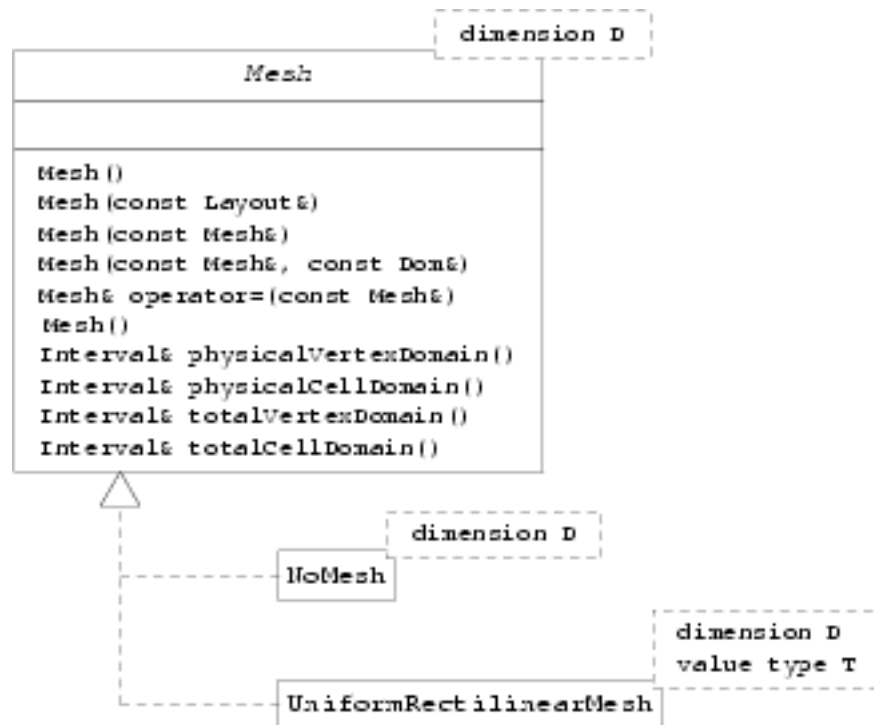 dimension D
Mesh
Mesh()
Mesh(const Layout&)
Mesh(const Mesh&)
Mesh(const Mesh&, const Dom&)
Mesh& operator=(const Mesh&)
Mesh()
Interval& physicalVertexDomain()
Interval& physicalCellDomain()
Interval& totalVertexDomain()
Interval& totalCellDomain()
dimension D
NoMesh
dimension D
value type T
UniformRectilinearMesh